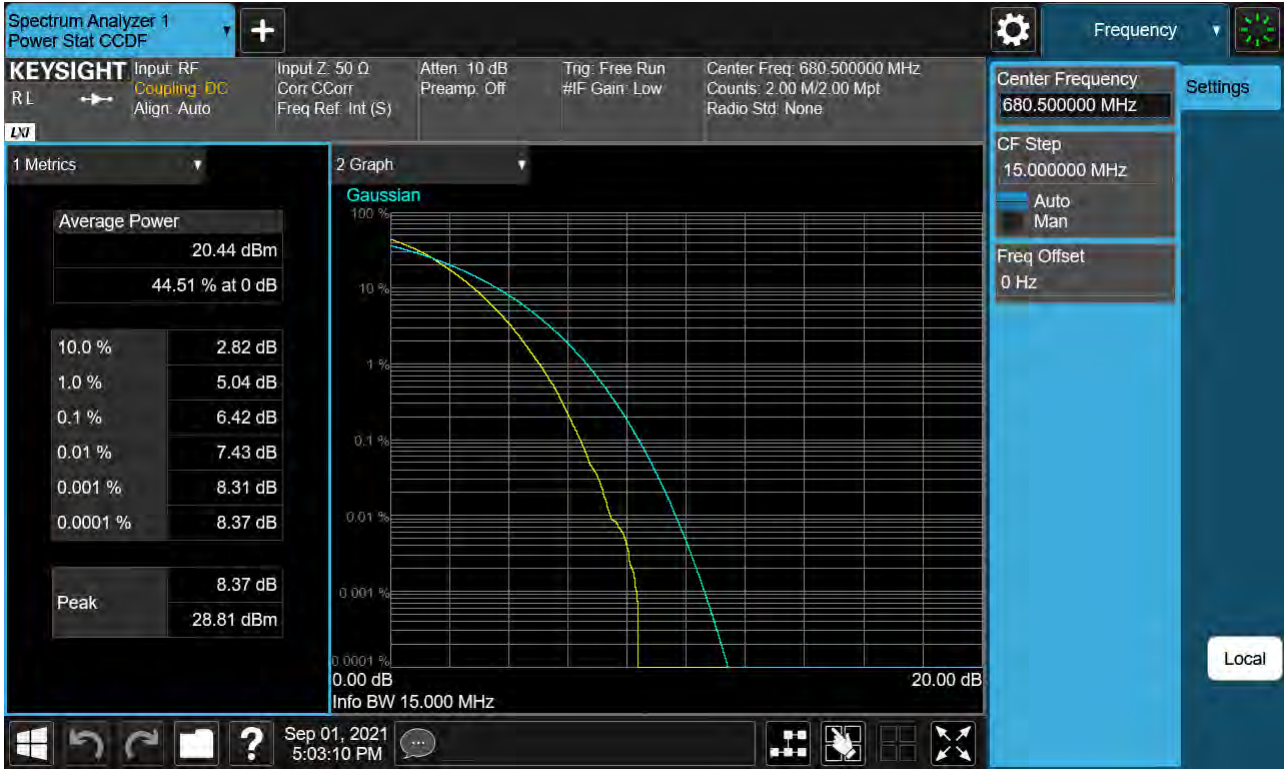 Spectrum Analyzer 1
Power Stat CCDF
Frequency
KEYSIGHT
R L
LXI
Input: RF
Coupling: DC
Align: Auto
Input Z: 50 Ω
Corr CCorr
Freq Ref: Int (S)
Atten: 10 dB
Preamp: Off
Trig: Free Run
#IF Gain: Low
Center Freq: 680.500000 MHz
Counts: 2.00 M/2.00 Mpt
Radio Std: None
Center Frequency
680.500000 MHz
Settings
CF Step
15.000000 MHz
Auto
Man
Freq Offset
0 Hz
Local
1 Metrics
Average Power
20.44 dBm
44.51 % at 0 dB
10.0 % 2.82 dB
1.0 % 5.04 dB
0.1 % 6.42 dB
0.01 % 7.43 dB
0.001 % 8.31 dB
0.0001 % 8.37 dB
Peak
8.37 dB
28.81 dBm
2 Graph
Gaussian
100 %
10 %
1 %
0.1 %
0.01 %
0.001 %
0.0001 %
0.00 dB 20.00 dB
Info BW 15.000 MHz
Sep 01, 2021
5:03:10 PM